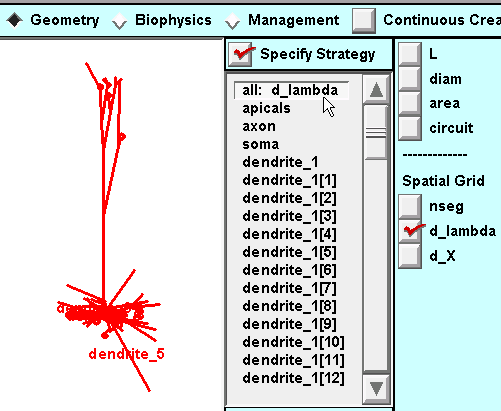 Geometry Biophysics Management Continuous Crea
Specify Strategy
all: d_lambda
apicals
axon
soma
dendrite_1
dendrite_1[1]
dendrite_1[2]
dendrite_1[3]
dendrite_1[4]
dendrite_1[5]
dendrite_1[6]
dendrite_1[7]
dendrite_1[8]
dendrite_1[9]
dendrite_1[10]
dendrite_1[11]
dendrite_1[12]
L
diam
area
circuit
-------------
Spatial Grid
nseg
d_lambda
d_X
dendrite_5